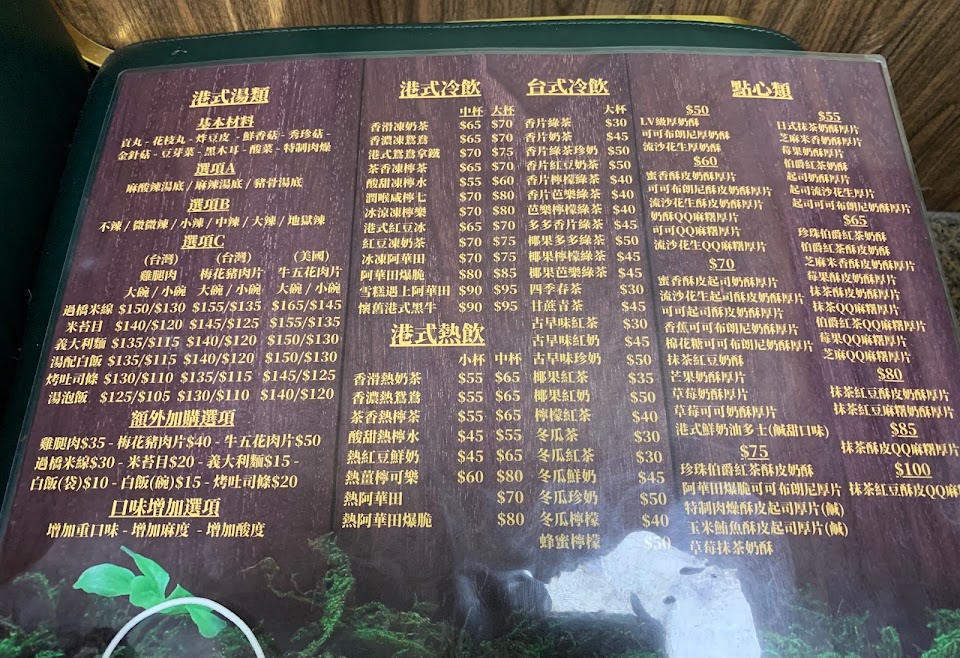 港式湯類
基本材料
貢丸 - 花枝丸 - 炸豆皮 - 鮮香菇 - 秀珍菇 -
金針菇 - 豆芽菜 - 黑木耳 - 酸菜 - 特制肉燥
選項A
麻酸辣湯底 / 麻辣湯底 / 豬骨湯底
選項B
不辣 / 微微辣 / 小辣 / 中辣 / 大辣 / 地獄辣
選項C
(台灣) (台灣) (美國)
雞腿肉 梅花豬肉片 牛五花肉片
大碗 / 小碗 大碗 / 小碗 大碗 / 小碗
過橋米線 $150/$130 $155/$135 $165/$145
米苔目 $140/$120 $145/$125 $155/$135
義大利麵 $135/$115 $140/$120 $150/$130
湯配白飯 $135/$115 $140/$120 $150/$130
烤吐司條 $130/$110 $135/$115 $145/$125
湯泡飯 $125/$105 $130/$110 $140/$120
額外加購選項
雞腿肉$35 - 梅花豬肉片$40 - 牛五花肉片$50
過橋米線$30 - 米苔目$20 - 義大利麵$15 -
白飯(袋)$10 - 白飯(碗)$15 - 烤吐司條$20
口味增加選項
增加重口味 - 增加麻度 - 增加酸度
港式冷飲
中杯 大杯
香滑凍奶茶 $65 $70
香濃凍鴛鴦 $65 $70
港式鴛鴦拿鐵 $70 $75
茶香凍檸茶 $65 $70
酸甜凍檸水 $55 $60
潤喉咸檸七 $70 $80
冰涼凍檸樂 $70 $80
港式紅豆冰 $65 $70
紅豆凍奶茶 $70 $75
冰凍阿華田 $70 $75
阿華田爆脆 $80 $85
雪糕遇上阿華田 $90 $95
懷舊港式黑牛 $90 $95
港式熱飲
小杯 中杯
香滑熱奶茶 $55 $65
香濃熱鴛鴦 $55 $65
茶香熱檸茶 $55 $65
酸甜熱檸水 $45 $55
熱紅豆鮮奶 $45 $65
熱薑檸可樂 $60 $80
熱阿華田 $70
熱阿華田爆脆 $80
台式冷飲
大杯
香片綠茶 $30
香片奶茶 $45
香片綠茶珍奶 $50
香片紅豆奶茶 $50
香片檸檬綠茶 $40
香片芭樂綠茶 $40
芭樂檸檬綠茶 $40
多多香片綠茶 $45
椰果多多綠茶 $50
椰果檸檬綠茶 $45
椰果芭樂綠茶 $45
四季春茶 $30
甘蔗青茶 $45
古早味紅茶 $30
古早味紅奶 $45
古早味珍奶 $50
椰果紅茶 $35
椰果紅奶 $50
檸檬紅茶 $40
冬瓜茶 $30
冬瓜紅茶 $30
冬瓜鮮奶 $45
冬瓜珍奶 $50
冬瓜檸檬 $40
蜂蜜檸檬 $50
點心類
$50
LV級厚奶酥
可可布朗尼厚奶酥
流沙花生厚奶酥
$60
蜜香酥皮奶酥厚片
可可布朗尼酥皮奶酥厚片
流沙花生酥皮奶酥厚片
奶酥QQ麻糬厚片
可可QQ麻糬厚片
流沙花生QQ麻糬厚片
$70
蜜香酥皮起司奶酥厚片
流沙花生起司奶酥酥皮厚片
可可起司奶酥酥皮厚片
香蕉可可布朗尼奶酥厚片
棉花糖可可布朗尼奶酥厚片
抹茶紅豆奶酥
芒果奶酥厚片
草莓奶酥厚片
草莓可可奶酥厚片
港式鮮奶油多士(鹹甜口味)
$75
珍珠伯爵紅茶酥皮奶酥
阿華田爆脆可可布朗尼厚片
特制肉燥酥皮起司厚片(鹹)
玉米鮪魚酥皮起司厚片(鹹)
草莓抹茶奶酥
$55
日式抹茶奶酥厚片
芝麻米香奶酥厚片
莓果奶酥厚片
伯爵紅茶奶酥
起司奶酥厚片
起司流沙花生厚片
起司可可布朗尼奶酥厚片
$65
珍珠伯爵紅茶奶酥
伯爵紅茶酥皮奶酥
芝麻米香酥皮奶酥厚片
莓果酥皮奶酥厚片
抹茶酥皮奶酥厚片
抹茶QQ麻糬厚片
伯爵紅茶QQ麻糬厚片
莓果QQ麻糬厚片
芝麻QQ麻糬厚片
$80
抹茶紅豆酥皮奶酥厚片
抹茶紅豆麻糬奶酥厚片
$85
抹茶酥皮QQ麻糬厚片
$100
抹茶紅豆酥皮QQ麻糬